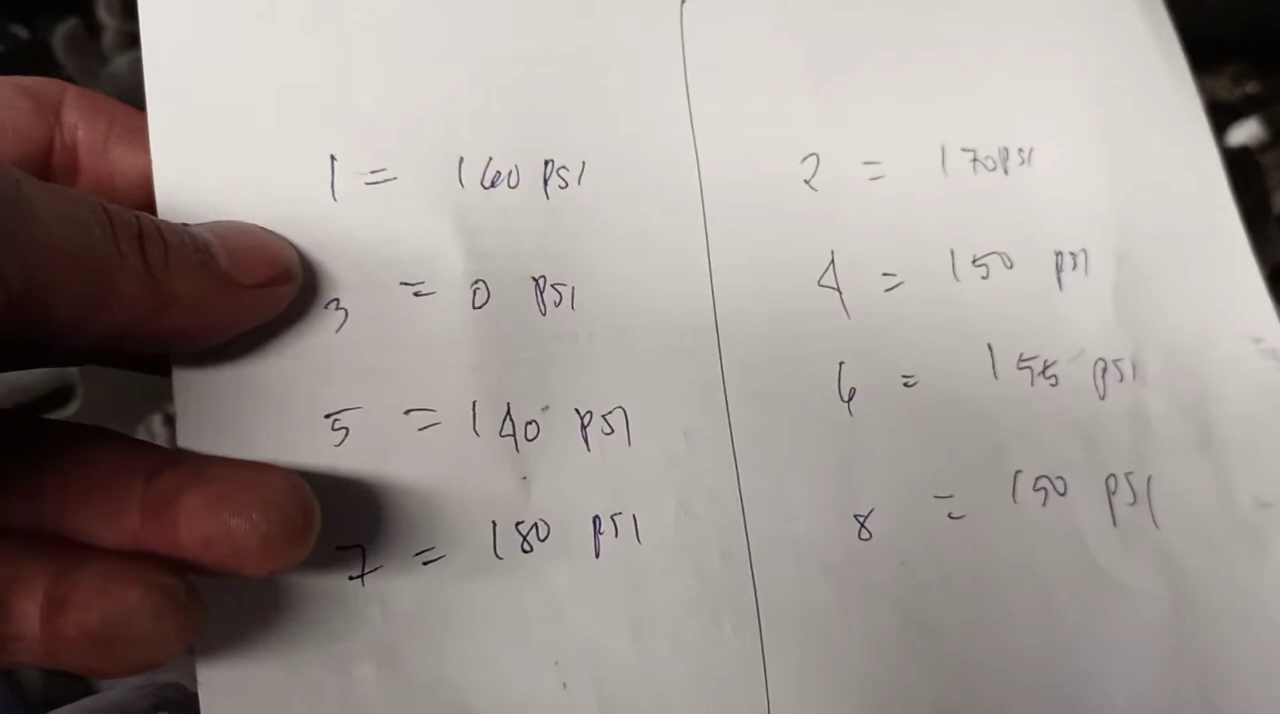 1 = 160 PSI
3 = 0 PSI
5 = 140 PSI
7 = 180 PSI
2 = 170 PSI
4 = 150 PSI
6 = 155 PSI
8 = 150 PSI